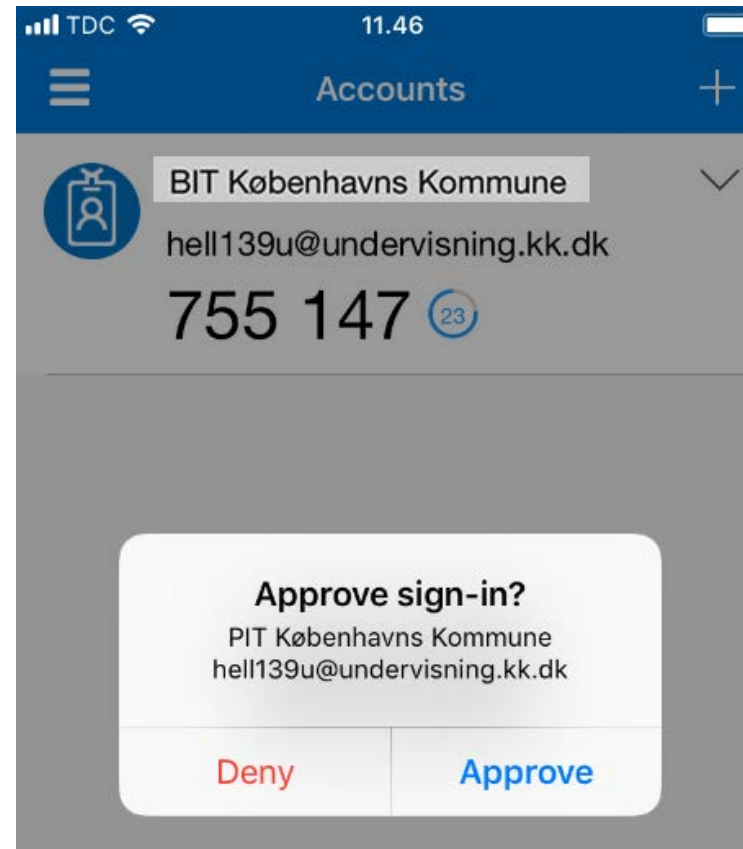 TDC 11.46
Accounts
BIT Københavns Kommune
hell139u@undervisning.kk.dk
755 147 23
Approve sign-in?
PIT Københavns Kommune
hell139u@undervisning.kk.dk
Deny Approve